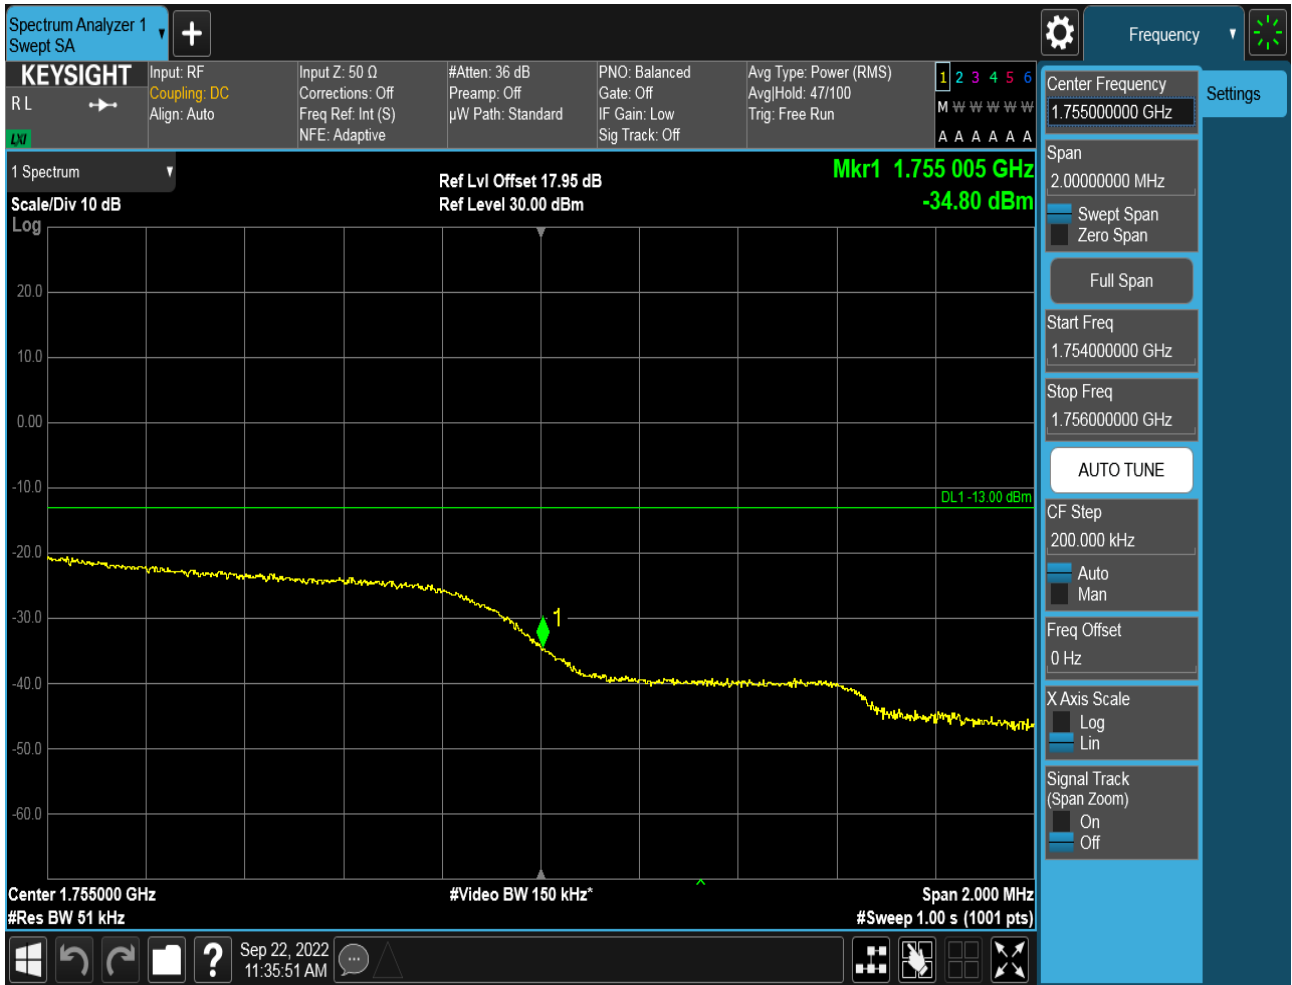 Spectrum Analyzer 1
Swept SA
Frequency
KEYSIGHT
R L
LXI
Input: RF
Coupling: DC
Align: Auto
Input Z: 50 Ω
Corrections: Off
Freq Ref: Int (S)
NFE: Adaptive
#Atten: 36 dB
Preamp: Off
µW Path: Standard
PNO: Balanced
Gate: Off
IF Gain: Low
Sig Track: Off
Avg Type: Power (RMS)
Avg|Hold: 47/100
Trig: Free Run
1 2 3 4 5 6
M W W W W W
A A A A A A
1 Spectrum
Scale/Div 10 dB
Log
Ref Lvl Offset 17.95 dB
Ref Level 30.00 dBm
Mkr1 1.755 005 GHz
-34.80 dBm
20.0
10.0
0.00
-10.0
DL1 -13.00 dBm
-20.0
-30.0
1
-40.0
-50.0
-60.0
Center 1.755000 GHz
#Res BW 51 kHz
#Video BW 150 kHz*
Span 2.000 MHz
#Sweep 1.00 s (1001 pts)
Sep 22, 2022
11:35:51 AM
?
Center Frequency
1.755000000 GHz
Settings
Span
2.00000000 MHz
Swept Span
Zero Span
Full Span
Start Freq
1.754000000 GHz
Stop Freq
1.756000000 GHz
AUTO TUNE
CF Step
200.000 kHz
Auto
Man
Freq Offset
0 Hz
X Axis Scale
Log
Lin
Signal Track
(Span Zoom)
On
Off